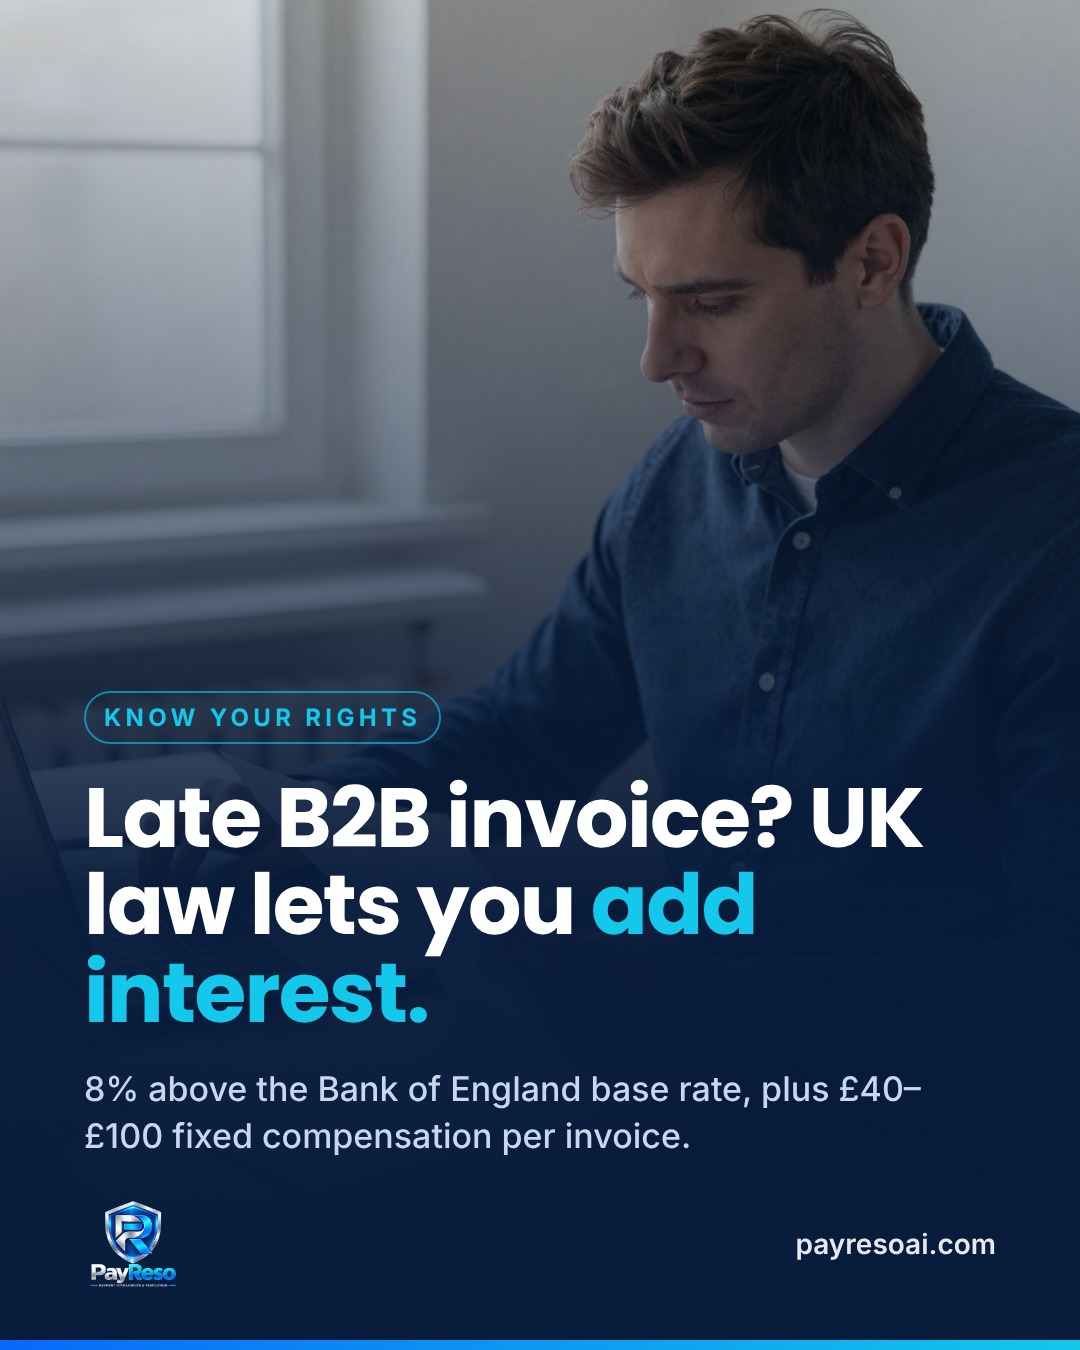 KNOW YOUR RIGHTS
Late B2B invoice? UK
law lets you add
interest.
8% above the Bank of England base rate, plus £40–
£100 fixed compensation per invoice.
PayReso
payresoai.com